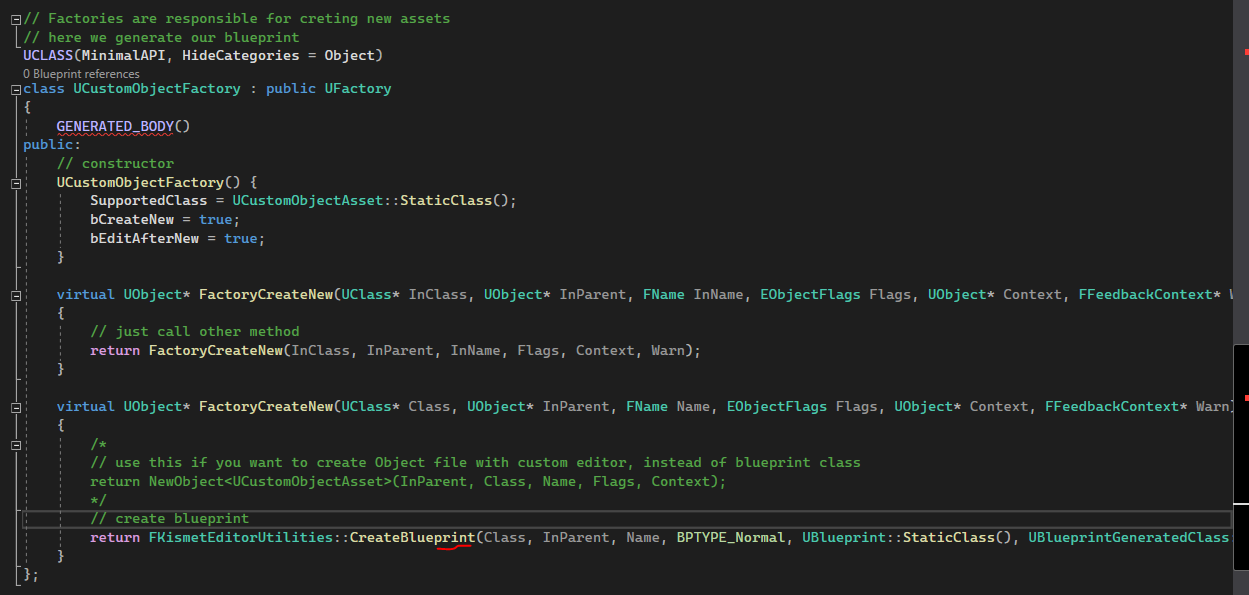 // Factories are responsible for creting new assets
// here we generate our blueprint
UCLASS(MinimalAPI, HideCategories = Object)
0 Blueprint references
class UCustomObjectFactory : public UFactory
{
GENERATED_BODY()
public:
// constructor
UCustomObjectFactory() {
SupportedClass = UCustomObjectAsset::StaticClass();
bCreateNew = true;
bEditAfterNew = true;
}
virtual UObject* FactoryCreateNew(UClass* InClass, UObject* InParent, FName InName, EObjectFlags Flags, UObject* Context, FFeedbackContext*
{
// just call other method
return FactoryCreateNew(InClass, InParent, InName, Flags, Context, Warn);
}
virtual UObject* FactoryCreateNew(UClass* Class, UObject* InParent, FName Name, EObjectFlags Flags, UObject* Context, FFeedbackContext* Warn)
{
/*
// use this if you want to create Object file with custom editor, instead of blueprint class
return NewObject<UCustomObjectAsset>(InParent, Class, Name, Flags, Context);
*/
// create blueprint
return FKismetEditorUtilities::CreateBlueprint(Class, InParent, Name, BPTYPE_Normal, UBlueprint::StaticClass(), UBlueprintGeneratedClass
}
};